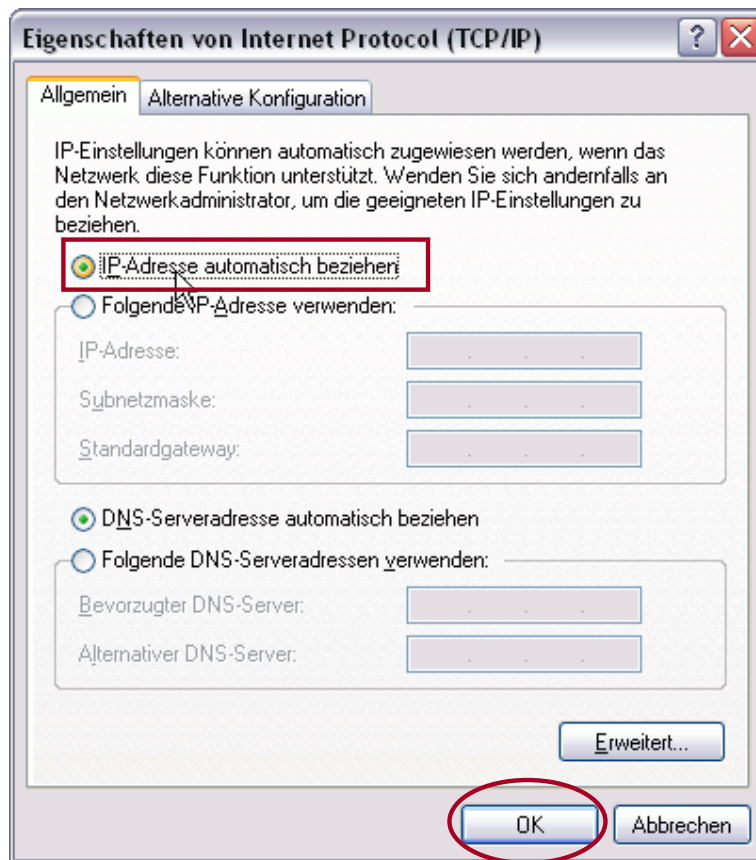 Eigenschaften von Internet Protocol (TCP/IP)
?
Allgemein
Alternative Konfiguration
IP-Einstellungen können automatisch zugewiesen werden, wenn das
Netzwerk diese Funktion unterstützt. Wenden Sie sich andernfalls an
den Netzwerkadministrator, um die geeigneten IP-Einstellungen zu
beziehen.
IP-Adresse automatisch beziehen
Folgende IP-Adresse verwenden:
IP-Adresse:
Subnetzmaske:
Standardgateway:
DNS-Serveradresse automatisch beziehen
Folgende DNS-Serveradressen verwenden:
Bevorzugter DNS-Server:
Alternativer DNS-Server:
Erweitert...
OK
Abbrechen